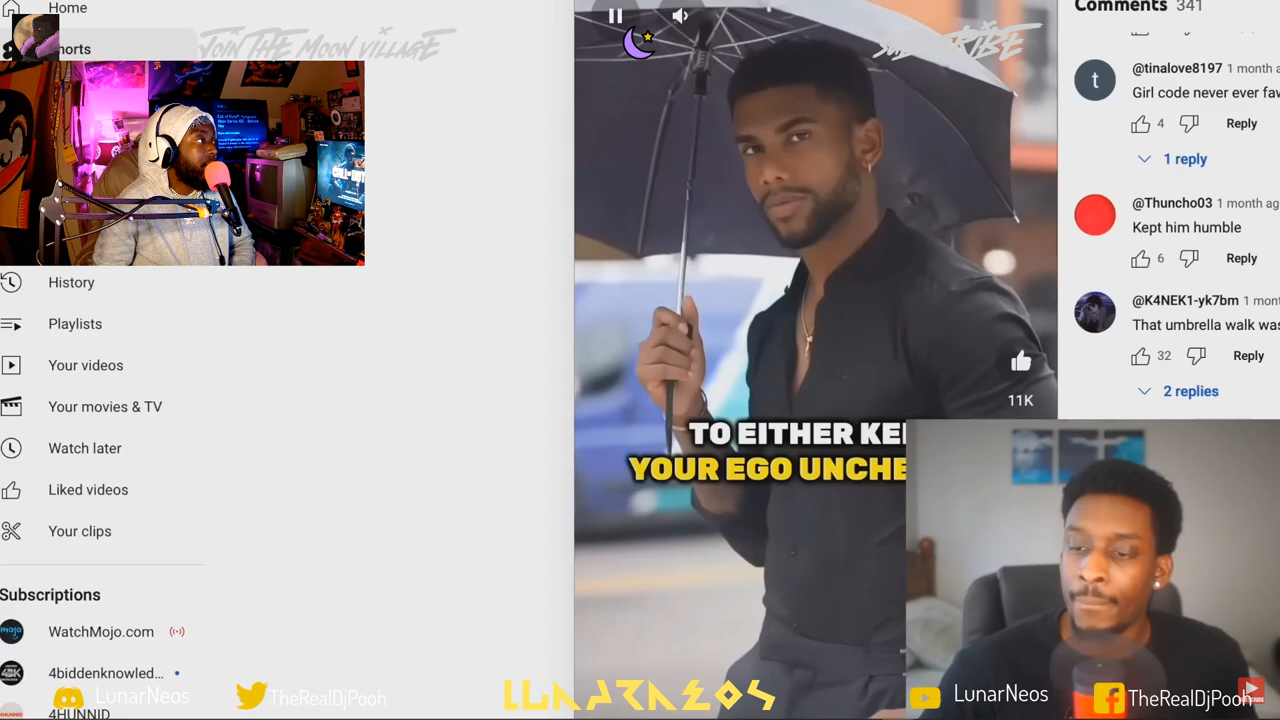 Home
Shorts
JOIN THE MOON VILLAGE
History
Playlists
Your videos
Your movies & TV
Watch later
Liked videos
Your clips
Subscriptions
WatchMojo.com
4biddenknowled...
4HUNNID
11K
TO EITHER KE
YOUR EGO UNCHE
Comments 341
@tinalove8197 1 month a
Girl code never ever fav
4 Reply
1 reply
@Thuncho03 1 month ag
Kept him humble
6 Reply
@K4NEK1-yk7bm 1 mont
That umbrella walk was
32 Reply
2 replies
LunarNeos
TheRealDjPooh
LUNARNEOS
LunarNeos
TheRealDjPooh